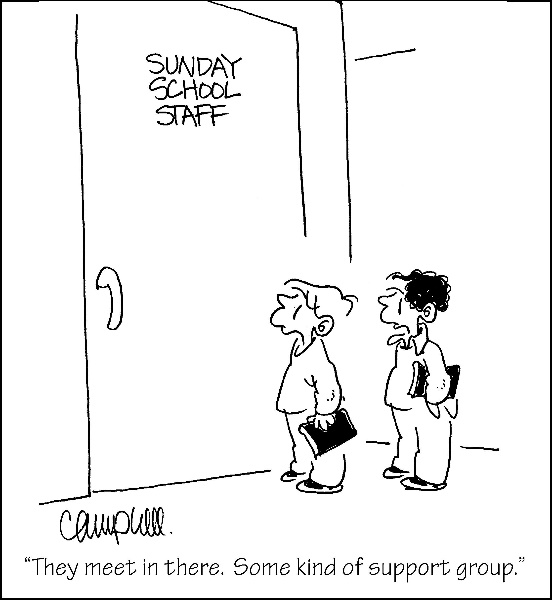 SUNDAY
SCHOOL
STAFF
Campbell.
“They meet in there. Some kind of support group.”